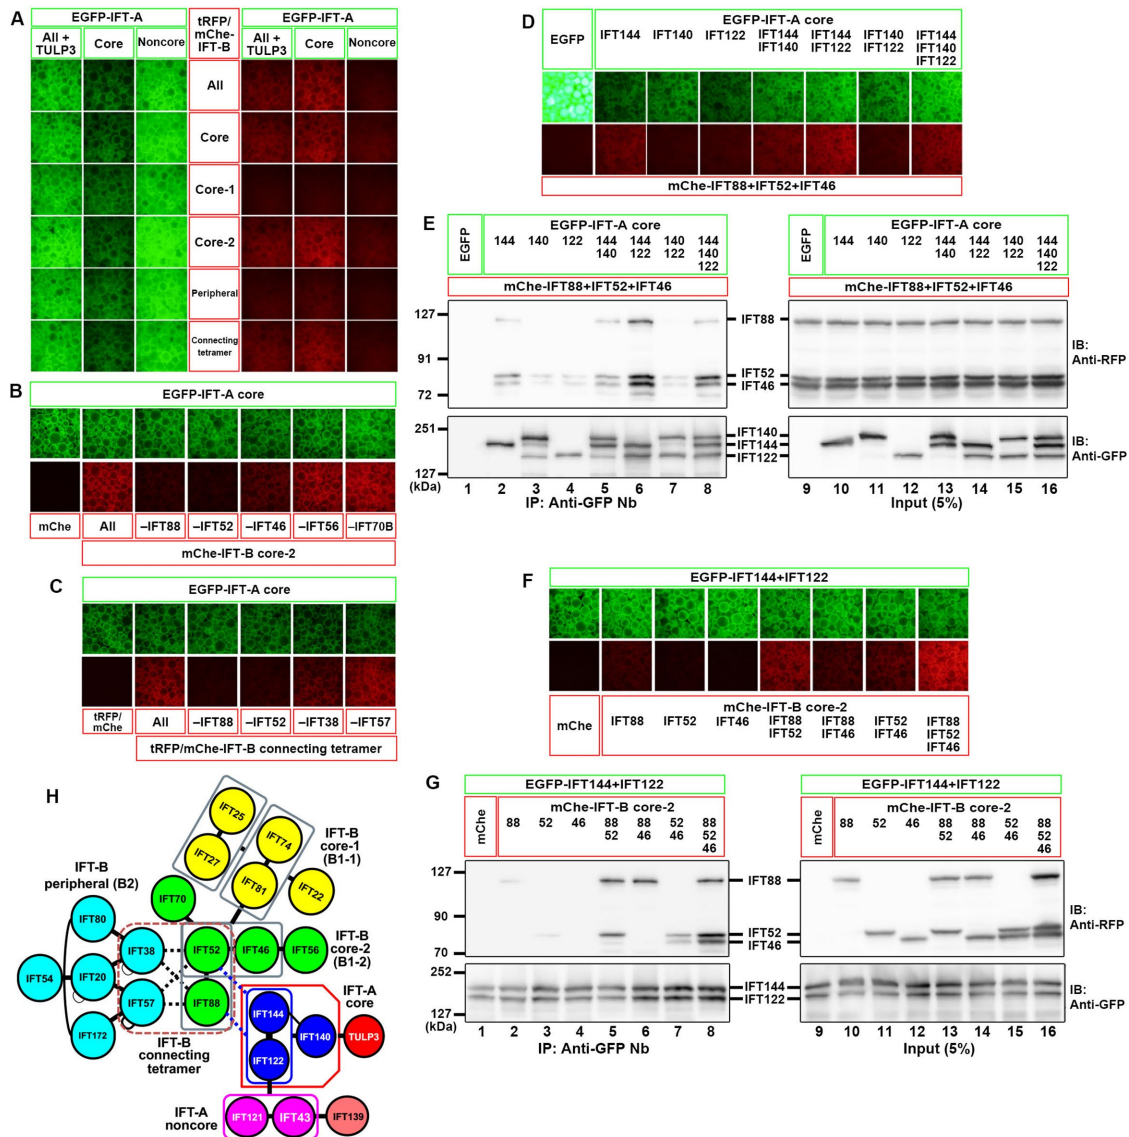 A
EGFP-IFT-A
tRFP/
mChe-
IFT-B
EGFP-IFT-A
All +
TULP3
Core
Noncore
All +
TULP3
Core
Noncore
All
Core
Core-1
Core-2
Peripheral
Connecting
tetramer
B
EGFP-IFT-A core
mChe
All
–IFT88
–IFT52
–IFT46
–IFT56
–IFT70B
mChe-IFT-B core-2
C
EGFP-IFT-A core
tRFP/
mChe
All
–IFT88
–IFT52
–IFT38
–IFT57
tRFP/mChe-IFT-B connecting tetramer
D
EGFP
EGFP-IFT-A core
IFT144 IFT140 IFT122 IFT144 IFT144 IFT140 IFT144
IFT140 IFT122 IFT122 IFT140
IFT122
mChe-IFT88+IFT52+IFT46
E
EGFP
EGFP-IFT-A core
144 140 122 144 144 140 144
140 122 122 140
122
mChe-IFT88+IFT52+IFT46
EGFP
EGFP-IFT-A core
144 140 122 144 144 140 144
140 122 122 140
122
mChe-IFT88+IFT52+IFT46
127
91
72
IFT88
IFT52
IFT46
IB:
Anti-RFP
251
127
(kDa)
IFT140
IFT144
IFT122
IB:
Anti-GFP
1 2 3 4 5 6 7 8
IP: Anti-GFP Nb
9 10 11 12 13 14 15 16
Input (5%)
F
EGFP-IFT144+IFT122
mChe
mChe-IFT-B core-2
IFT88 IFT52 IFT46 IFT88 IFT88 IFT52 IFT88
IFT52 IFT46 IFT46 IFT52
IFT46
G
EGFP-IFT144+IFT122
mChe
mChe-IFT-B core-2
88 52 46 88 88 52 88
52 46 46 52
46
EGFP-IFT144+IFT122
mChe
mChe-IFT-B core-2
88 52 46 88 88 52 88
52 46 46 52
46
127
90
70
IFT88
IFT52
IFT46
IB:
Anti-RFP
252
127
(kDa)
IFT144
IFT122
IB:
Anti-GFP
1 2 3 4 5 6 7 8
IP: Anti-GFP Nb
9 10 11 12 13 14 15 16
Input (5%)
H
IFT25
IFT27
IFT74
IFT81
IFT22
IFT-B
core-1
(B1-1)
IFT-B
peripheral (B2)
IFT70
IFT80
IFT38
IFT52
IFT46
IFT56
IFT-B
core-2
(B1-2)
IFT54
IFT20
IFT57
IFT88
IFT172
IFT-B
connecting
tetramer
IFT-A
core
IFT144
IFT140
TULP3
IFT122
IFT-A
noncore
IFT121
IFT43
IFT139